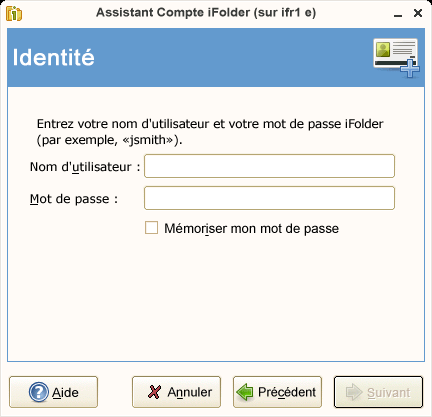 Assistant Compte iFolder (sur ifr1 e)
Identité
Entrez votre nom d'utilisateur et votre mot de passe iFolder
(par exemple, «jsmith»).
Nom d'utilisateur :
Mot de passe :
Mémoriser mon mot de passe
Aide
Annuler
Précédent
Suivant